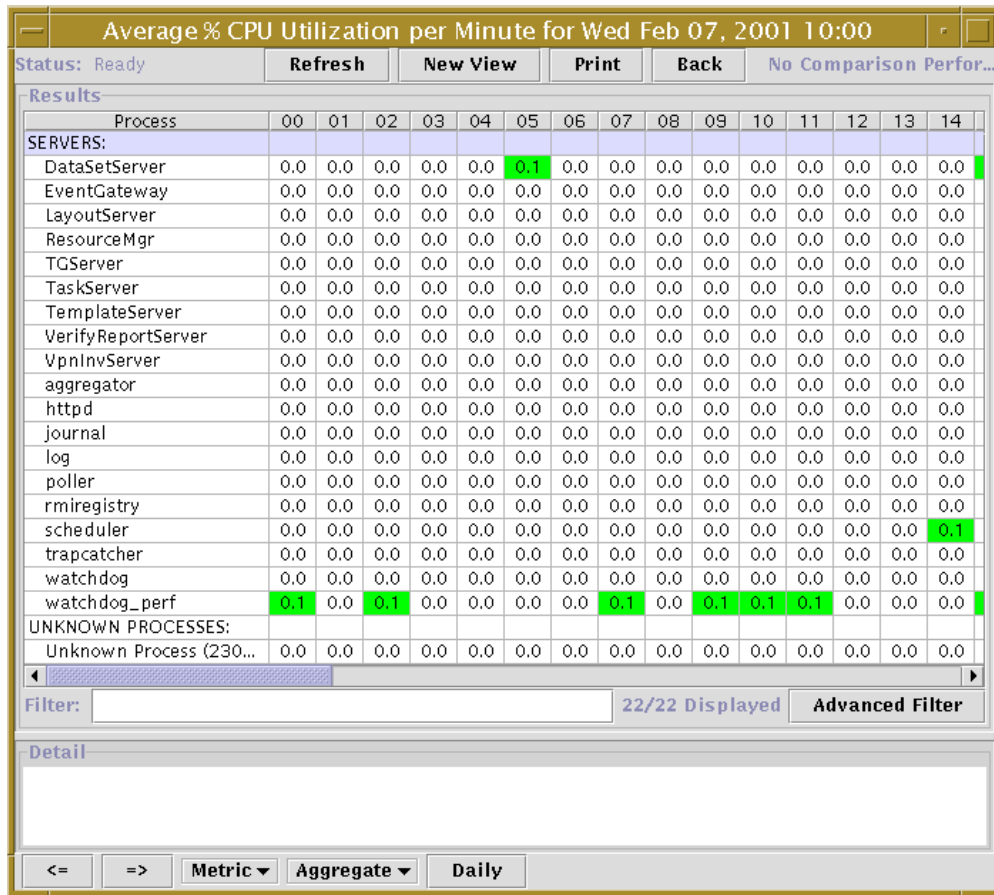 Average % CPU Utilization per Minute for Wed Feb 07, 2001 10:00
Status: Ready Refresh New View Print Back No Comparison Perfor...
Results
Process 00 01 02 03 04 05 06 07 08 09 10 11 12 13 14
SERVERS:
DataSetServer 0.0 0.0 0.0 0.0 0.0 0.1 0.0 0.0 0.0 0.0 0.0 0.0 0.0 0.0 0.0
EventGateway 0.0 0.0 0.0 0.0 0.0 0.0 0.0 0.0 0.0 0.0 0.0 0.0 0.0 0.0 0.0
LayoutServer 0.0 0.0 0.0 0.0 0.0 0.0 0.0 0.0 0.0 0.0 0.0 0.0 0.0 0.0 0.0
ResourceMgr 0.0 0.0 0.0 0.0 0.0 0.0 0.0 0.0 0.0 0.0 0.0 0.0 0.0 0.0 0.0
TGServer 0.0 0.0 0.0 0.0 0.0 0.0 0.0 0.0 0.0 0.0 0.0 0.0 0.0 0.0 0.0
TaskServer 0.0 0.0 0.0 0.0 0.0 0.0 0.0 0.0 0.0 0.0 0.0 0.0 0.0 0.0 0.0
TemplateServer 0.0 0.0 0.0 0.0 0.0 0.0 0.0 0.0 0.0 0.0 0.0 0.0 0.0 0.0 0.0
VerifyReportServer 0.0 0.0 0.0 0.0 0.0 0.0 0.0 0.0 0.0 0.0 0.0 0.0 0.0 0.0 0.0
VpnInvServer 0.0 0.0 0.0 0.0 0.0 0.0 0.0 0.0 0.0 0.0 0.0 0.0 0.0 0.0 0.0
aggregator 0.0 0.0 0.0 0.0 0.0 0.0 0.0 0.0 0.0 0.0 0.0 0.0 0.0 0.0 0.0
httpd 0.0 0.0 0.0 0.0 0.0 0.0 0.0 0.0 0.0 0.0 0.0 0.0 0.0 0.0 0.0
journal 0.0 0.0 0.0 0.0 0.0 0.0 0.0 0.0 0.0 0.0 0.0 0.0 0.0 0.0 0.0
log 0.0 0.0 0.0 0.0 0.0 0.0 0.0 0.0 0.0 0.0 0.0 0.0 0.0 0.0 0.0
poller 0.0 0.0 0.0 0.0 0.0 0.0 0.0 0.0 0.0 0.0 0.0 0.0 0.0 0.0 0.0
rmiregistry 0.0 0.0 0.0 0.0 0.0 0.0 0.0 0.0 0.0 0.0 0.0 0.0 0.0 0.0 0.0
scheduler 0.0 0.0 0.0 0.0 0.0 0.0 0.0 0.0 0.0 0.0 0.0 0.0 0.0 0.0 0.1
trapcatcher 0.0 0.0 0.0 0.0 0.0 0.0 0.0 0.0 0.0 0.0 0.0 0.0 0.0 0.0 0.0
watchdog 0.0 0.0 0.0 0.0 0.0 0.0 0.0 0.0 0.0 0.0 0.0 0.0 0.0 0.0 0.0
watchdog_perf 0.1 0.0 0.1 0.0 0.0 0.0 0.0 0.1 0.0 0.1 0.1 0.1 0.0 0.0 0.0
UNKNOWN PROCESSES:
Unknown Process (230... 0.0 0.0 0.0 0.0 0.0 0.0 0.0 0.0 0.0 0.0 0.0 0.0 0.0 0.0 0.0
Filter: 22/22 Displayed Advanced Filter
Detail
<= => Metric Aggregate Daily